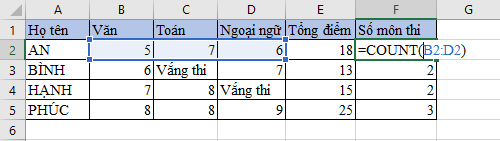 A B C D E F G
1 Họ tên Văn Toán Ngoại ngữ Tổng điểm Số môn thi
2 AN 5 7 6 18 =COUNT(B2:D2)
3 BÌNH 6 Vắng thi 7 13 2
4 HẠNH 7 8 Vắng thi 15 2
5 PHÚC 8 8 9 25 3
6